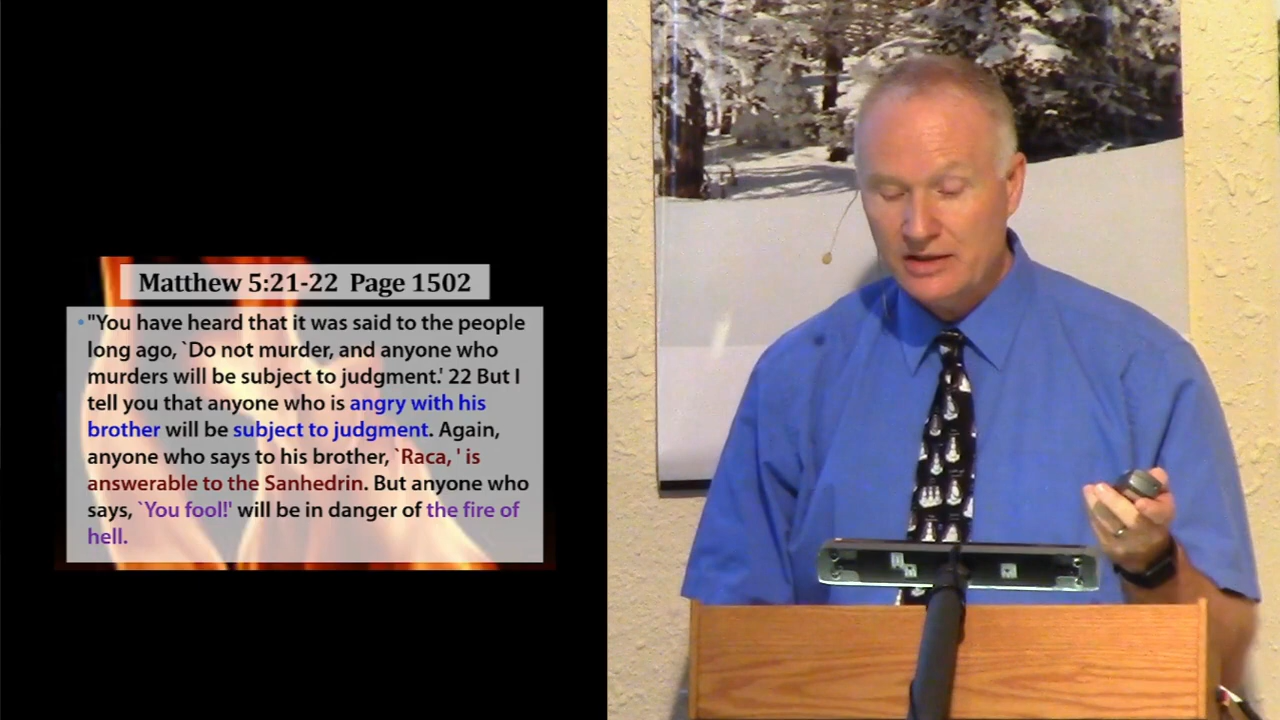 Matthew 5:21-22 Page 1502
• "You have heard that it was said to the people
long ago, `Do not murder, and anyone who
murders will be subject to judgment.' 22 But I
tell you that anyone who is angry with his
brother will be subject to judgment. Again,
anyone who says to his brother, `Raca, ' is
answerable to the Sanhedrin. But anyone who
says, `You fool!' will be in danger of the fire of
hell.